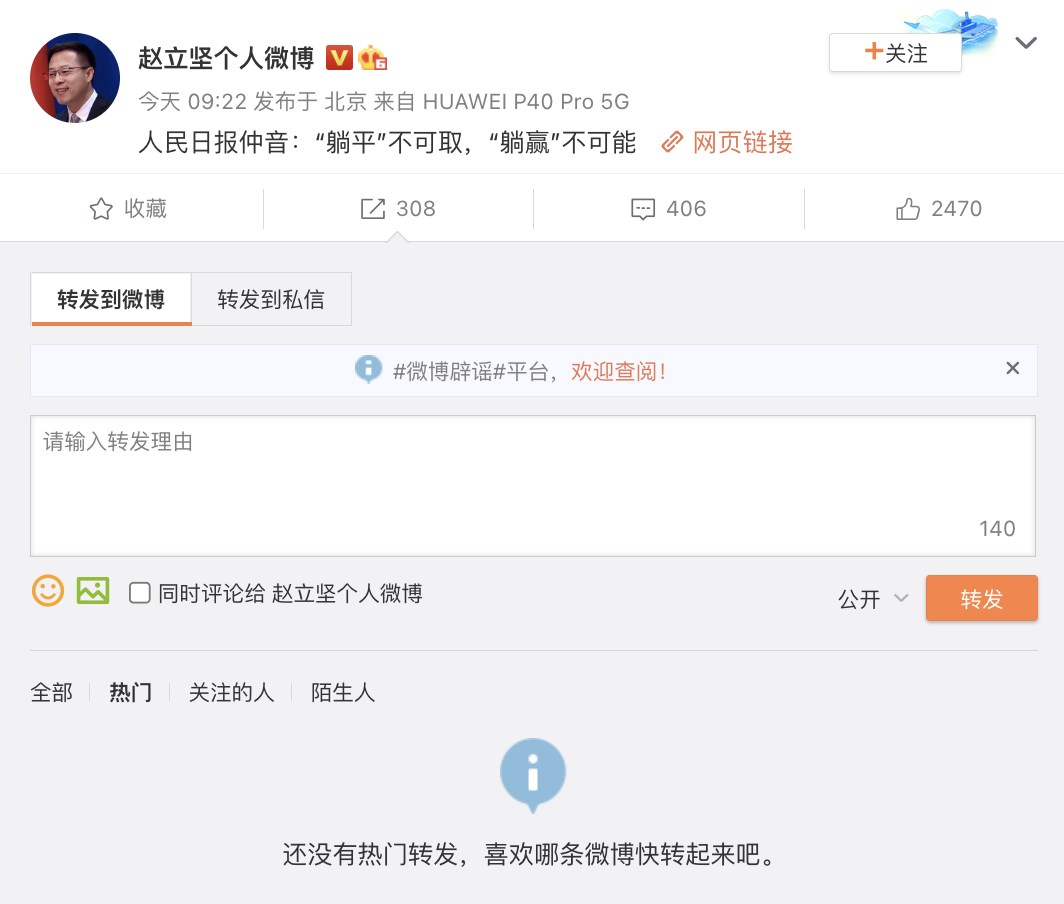 赵立坚个人微博 V 6
+关注
今天 09:22 发布于 北京 来自 HUAWEI P40 Pro 5G
人民日报仲音：“躺平”不可取，“躺赢”不可能 网页链接
收藏 308 406 2470
转发到微博 转发到私信
#微博辟谣#平台，欢迎查阅！
请输入转发理由
140
同时评论给 赵立坚个人微博 公开 转发
全部 热门 关注的人 陌生人
还没有热门转发，喜欢哪条微博快转起来吧。